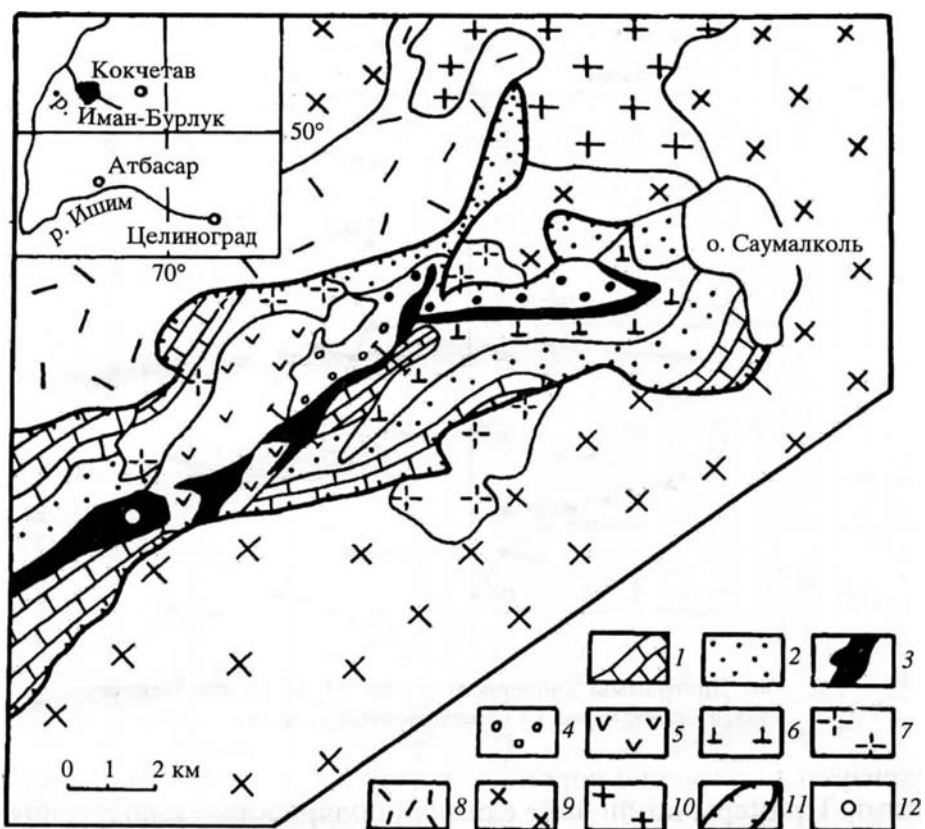 Кокчетав
р. Иман-Бурлук
50°
Атбасар
р. Ишим
Целиноград
70°
о. Саумалколь
1 2 3
4 5 6 7
0 1 2 км
8 9 10 11 12